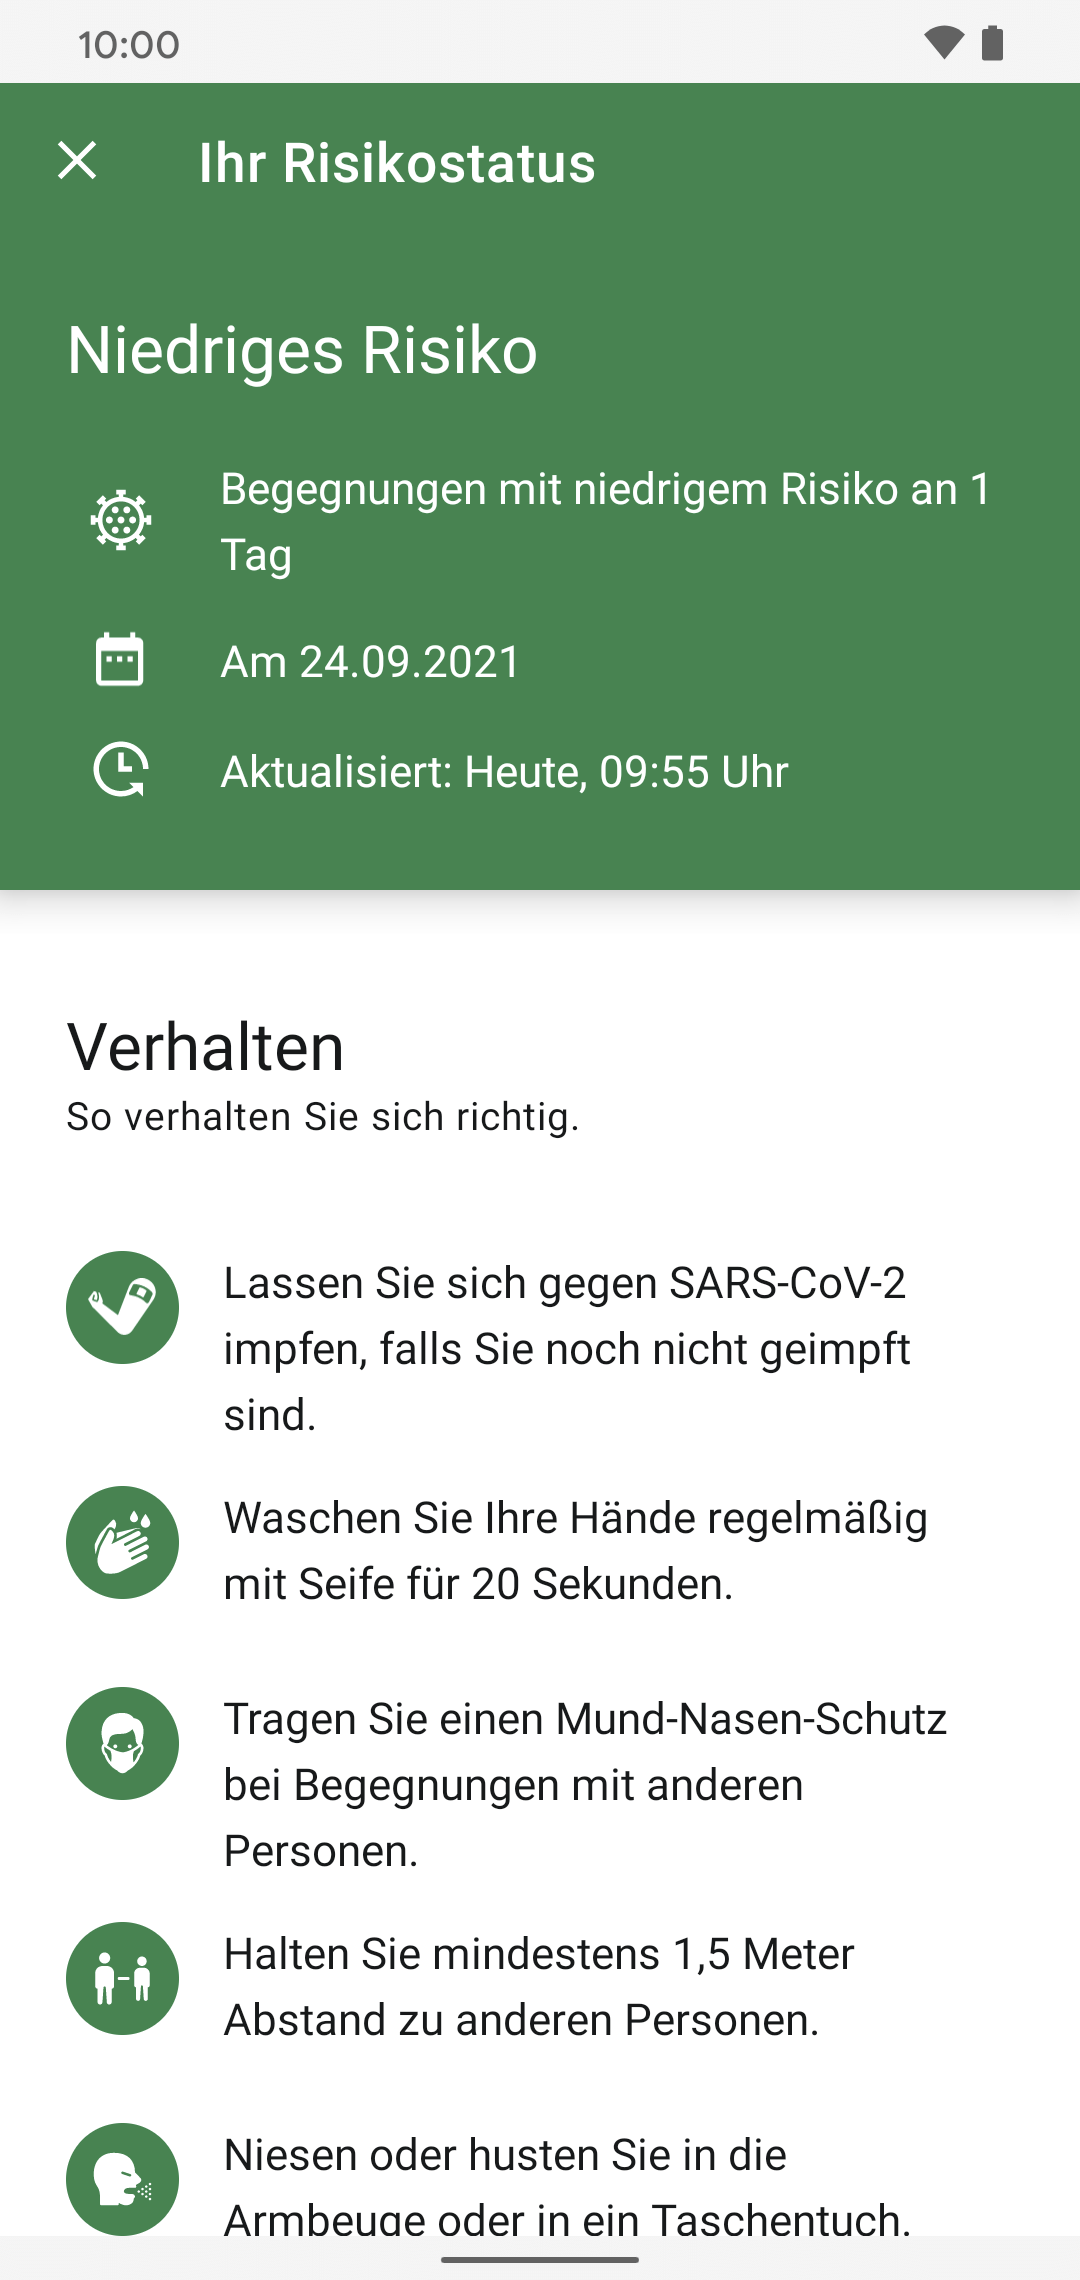 10:00
Ihr Risikostatus
Niedriges Risiko
Begegnungen mit niedrigem Risiko an 1
Tag
Am 24.09.2021
Aktualisiert: Heute, 09:55 Uhr
Verhalten
So verhalten Sie sich richtig.
Lassen Sie sich gegen SARS-CoV-2
impfen, falls Sie noch nicht geimpft
sind.
Waschen Sie Ihre Hände regelmäßig
mit Seife für 20 Sekunden.
Tragen Sie einen Mund-Nasen-Schutz
bei Begegnungen mit anderen
Personen.
Halten Sie mindestens 1,5 Meter
Abstand zu anderen Personen.
Niesen oder husten Sie in die
Armbeuge oder in ein Taschentuch.